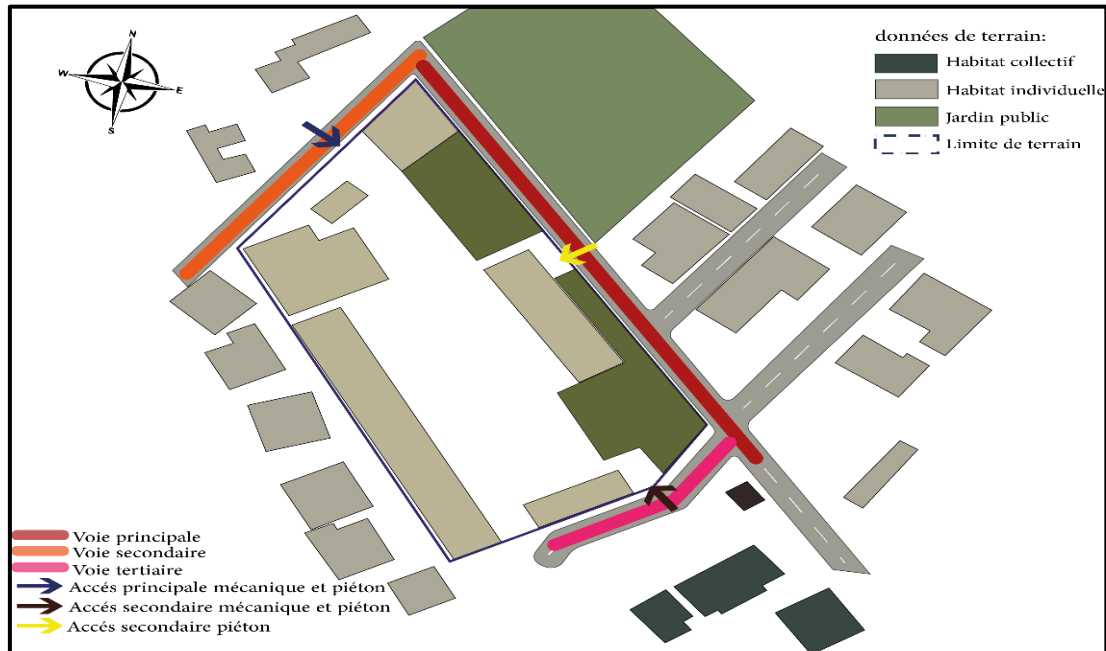 N
W
E
S
données de terrain:
Habitat collectif
Habitat individuelle
Jardin public
Limite de terrain
Voie principale
Voie secondaire
Voie tertiaire
Accés principale mécanique et piéton
Accés secondaire mécanique et piéton
Accés secondaire piéton